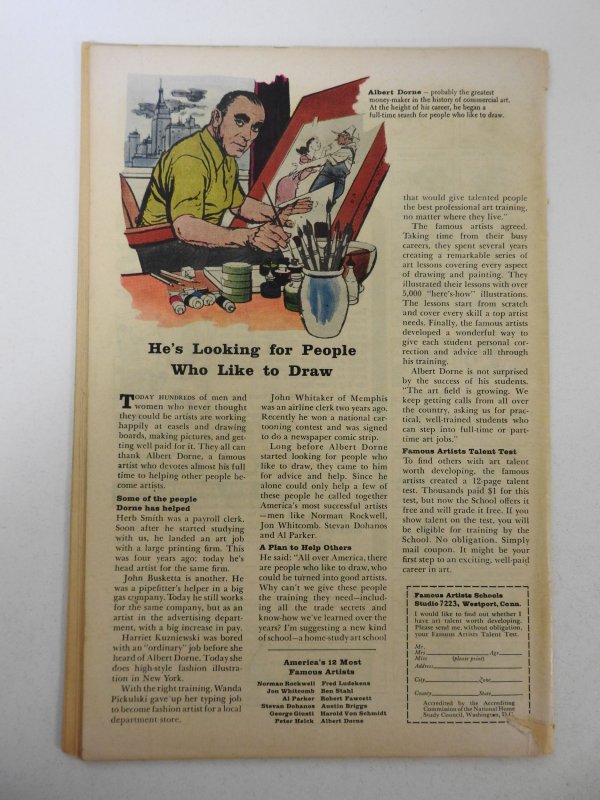 Albert Dorne — probably the greatest
money-maker in the history of commercial art.
At the height of his career, he began a
full-time search for people who like to draw.
He's Looking for People
Who Like to Draw
TODAY HUNDREDS of men and
women who never thought
they could be artists are working
happily at easels and drawing
boards, making pictures, and get-
ting well paid for it. They all can
thank Albert Dorne, a famous
artist who devotes almost his full
time to helping other people be-
come artists.
Some of the people
Dorne has helped
Herb Smith was a payroll clerk.
Soon after he started studying
with us, he landed an art job
with a large printing firm. This
was four years ago: today he's
head artist for the same firm.
John Busketta is another. He
was a pipefitter's helper in a big
gas company. Today he still works
for the same company, but as an
artist in the advertising depart-
ment, with a big increase in pay.
Harriet Kuzniewski was bored
with an "ordinary" job before she
heard of Albert Dorne. Today she
does high-style fashion illustra-
tion in New York.
With the right training, Wanda
Pickulski gave up her typing job
to become fashion artist for a local
department store.
John Whitaker of Memphis
was an airline clerk two years ago.
Recently he won a national car-
tooning contest and was signed
to do a newspaper comic strip.
Long before Albert Dorne
started looking for people who
like to draw, they came to him
for advice and help. Since he
alone could help only a few of
these people he called together
America's most successful artists
—men like Norman Rockwell,
Jon Whitcomb, Stevan Dohanos
and Al Parker.
A Plan to Help Others
He said: "All over America, there
are people who like to draw, who
could be turned into good artists.
Why can't we give these people
the training they need—includ-
ing all the trade secrets and
know-how we've learned over the
years? I'm suggesting a new kind
of school—a home-study art school
America's 12 Most
Famous Artists
Norman Rockwell Fred Ludekens
Jon Whitcomb Ben Stahl
Al Parker Robert Fawcett
Stevan Dohanos Austin Briggs
George Giusti Harold Von Schmidt
Peter Helck Albert Dorne
that would give talented people
the best professional art training,
no matter where they live."
The famous artists agreed.
Taking time from their busy
careers, they spent several years
creating a remarkable series of
art lessons covering every aspect
of drawing and painting. They
illustrated their lessons with over
5,000 "here's-how" illustrations.
The lessons start from scratch
and cover every skill a top artist
needs. Finally, the famous artists
developed a wonderful way to
give each student personal cor-
rection and advice all through
his training.
Albert Dorne is not surprised
by the success of his students.
"The art field is growing. We
keep getting calls from all over
the country, asking us for prac-
tical, well-trained students who
can step into full-time or part-
time art jobs."
Famous Artists Talent Test
To find others with art talent
worth developing, the famous
artists created a 12-page talent
test. Thousands paid $1 for this
test, but now the School offers it
free and will grade it free. If you
show talent on the test, you will
be eligible for training by the
School. No obligation. Simply
mail coupon. It might be your
first step to an exciting, well-paid
career in art.
Famous Artists Schools
Studio 7223, Westport, Conn.
I would like to find out whether I
have art talent worth developing.
Please send me, without obligation,
your Famous Artists Talent Test.
Mr.
Mrs. Age
Miss (please print)
Address
City Zone
County State
Accredited by the Accrediting
Commission of the National Home
Study Council, Washington, D.C.